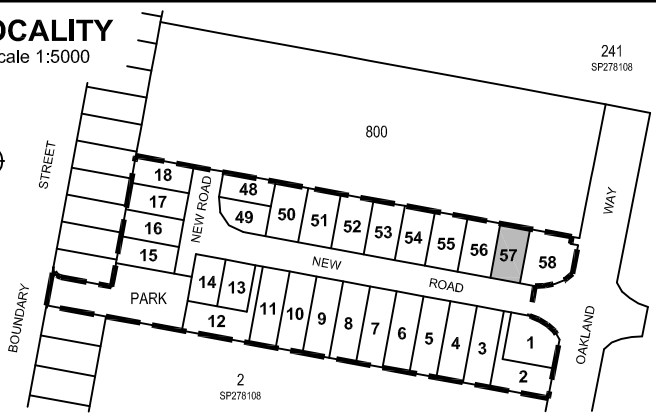 OCALITY
cale 1:5000
241
SP278108
800
STREET
WAY
18
17
16
15
NEW ROAD
48
49
50
51
52
53
54
55
56
57
58
NEW
ROAD
14
13
PARK
12
11
10
9
8
7
6
5
4
3
1
2
BOUNDARY
OAKLAND
2
SP278108